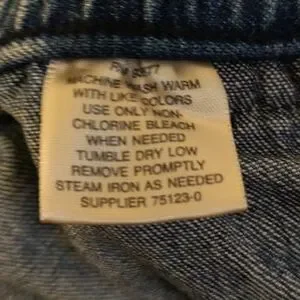 RN 
MACHINE WASH WARM
WITH LIKE COLORS
USE ONLY NON-
CHLORINE BLEACH
WHEN NEEDED
TUMBLE DRY LOW
REMOVE PROMPTLY
STEAM IRON AS NEEDED
SUPPLIER 75123-0